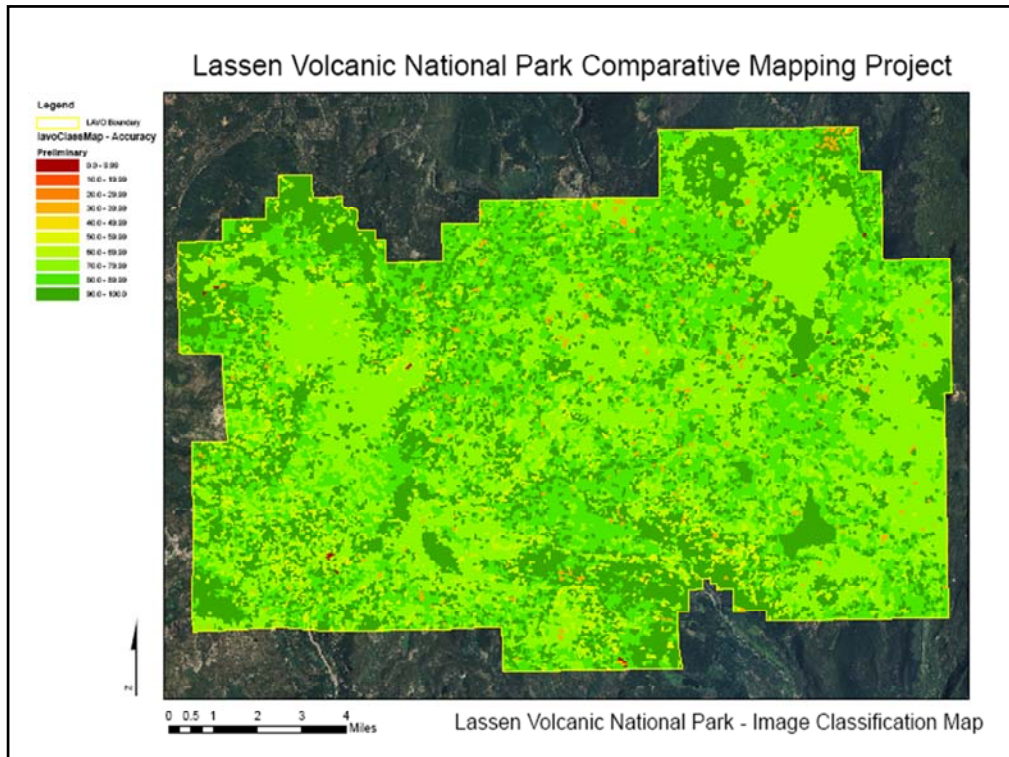 Lassen Volcanic National Park Comparative Mapping Project
Legend
LAVO Boundary
lavoClassMap - Accuracy
Preliminary
0.0 - 9.99
10.0 - 19.99
20.0 - 29.99
30.0 - 39.99
40.0 - 49.99
50.0 - 59.99
60.0 - 69.99
70.0 - 79.99
80.0 - 89.99
90.0 - 100.0
N
0 0.5 1 2 3 4
Miles
Lassen Volcanic National Park - Image Classification Map